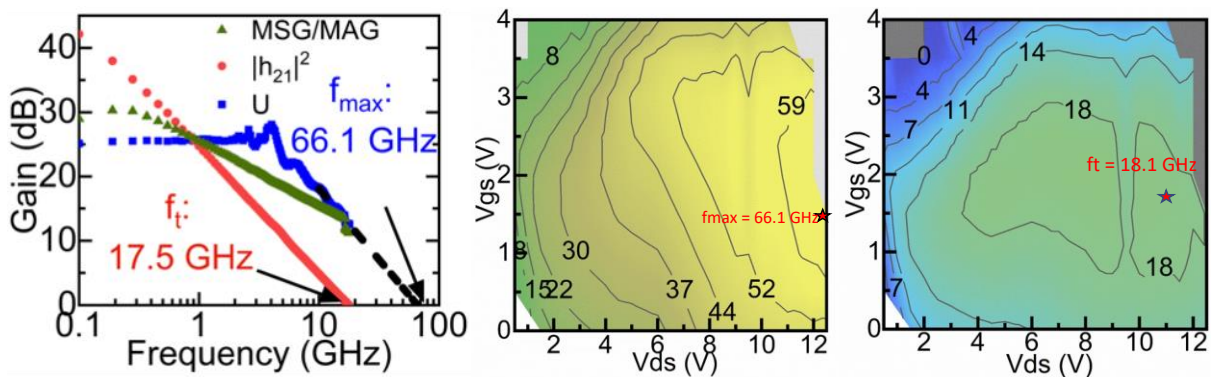 MSG/MAG
|h21|²
U
fmax:
66.1 GHz
ft:
17.5 GHz
Gain (dB)
40
30
20
10
0
0.1 1 10 100
Frequency (GHz)
Vgs (V)
4
3
2
1
0
8
59
fmax = 66.1GHz
30
8
15 22
37
44
52
2 4 6 8 10 12
Vds (V)
Vgs (V)
4
3
2
1
0
4
0
14
4
11
7
18
18
ft = 18.1 GHz
7
18
2 4 6 8 10 12
Vds (V)